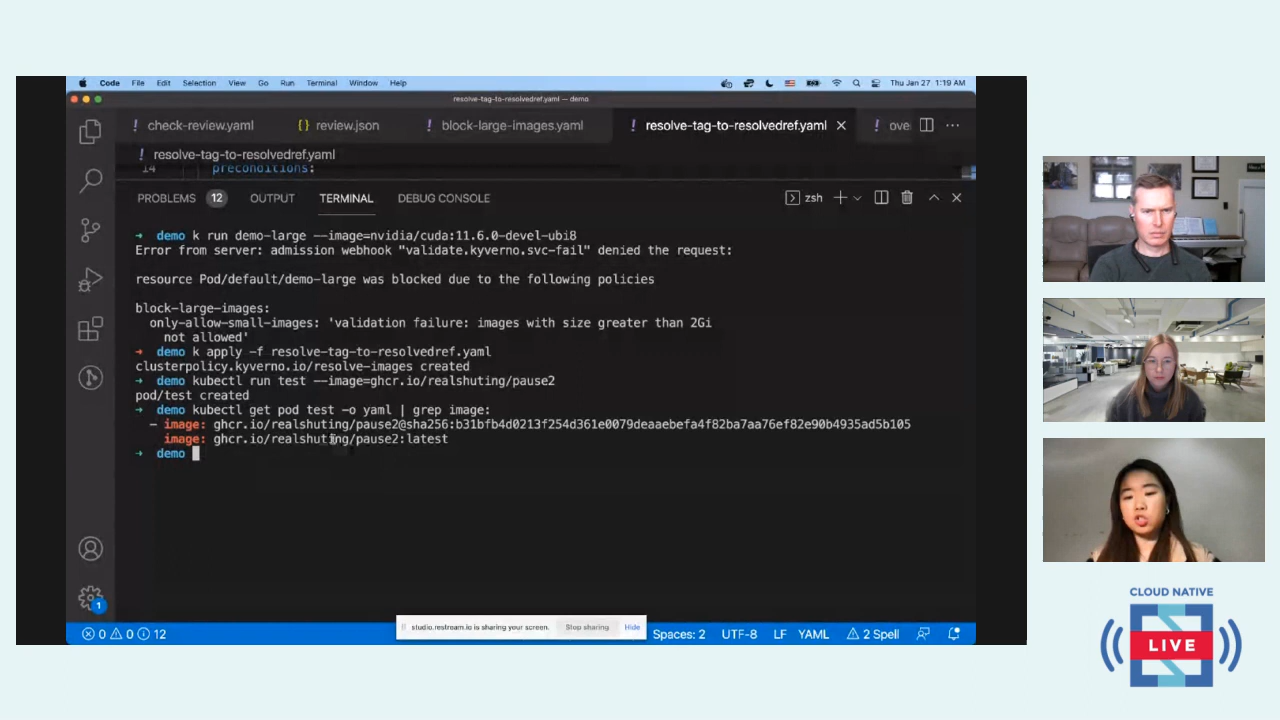 Code File Edit Selection View Go Run Terminal Window Help Thu Jan 27 1:19 AM
resolve-tag-to-resolvedref.yaml — demo
! check-review.yaml {} review.json ! block-large-images.yaml ! resolve-tag-to-resolvedref.yaml ! ove
! resolve-tag-to-resolvedref.yaml
14 preconditions:
PROBLEMS 12 OUTPUT TERMINAL DEBUG CONSOLE zsh
→ demo k run demo-large --image=nvidia/cuda:11.6.0-devel-ubi8
Error from server: admission webhook "validate.kyverno.svc-fail" denied the request:
resource Pod/default/demo-large was blocked due to the following policies
block-large-images:
only-allow-small-images: 'validation failure: images with size greater than 2Gi
not allowed'
→ demo k apply -f resolve-tag-to-resolvedref.yaml
clusterpolicy.kyverno.io/resolve-images created
→ demo kubectl run test --image=ghcr.io/realshuting/pause2
pod/test created
→ demo kubectl get pod test -o yaml | grep image:
- image: ghcr.io/realshuting/pause2@sha256:b31bfb4d0213f254d361e0079deaaebefa4f82ba7aa76ef82e90b4935ad5b105
image: ghcr.io/realshuting/pause2:latest
→ demo
1
studio.restream.io is sharing your screen. Stop sharing Hide
0 0 12 Spaces: 2 UTF-8 LF YAML 2 Spell
CLOUD NATIVE
LIVE